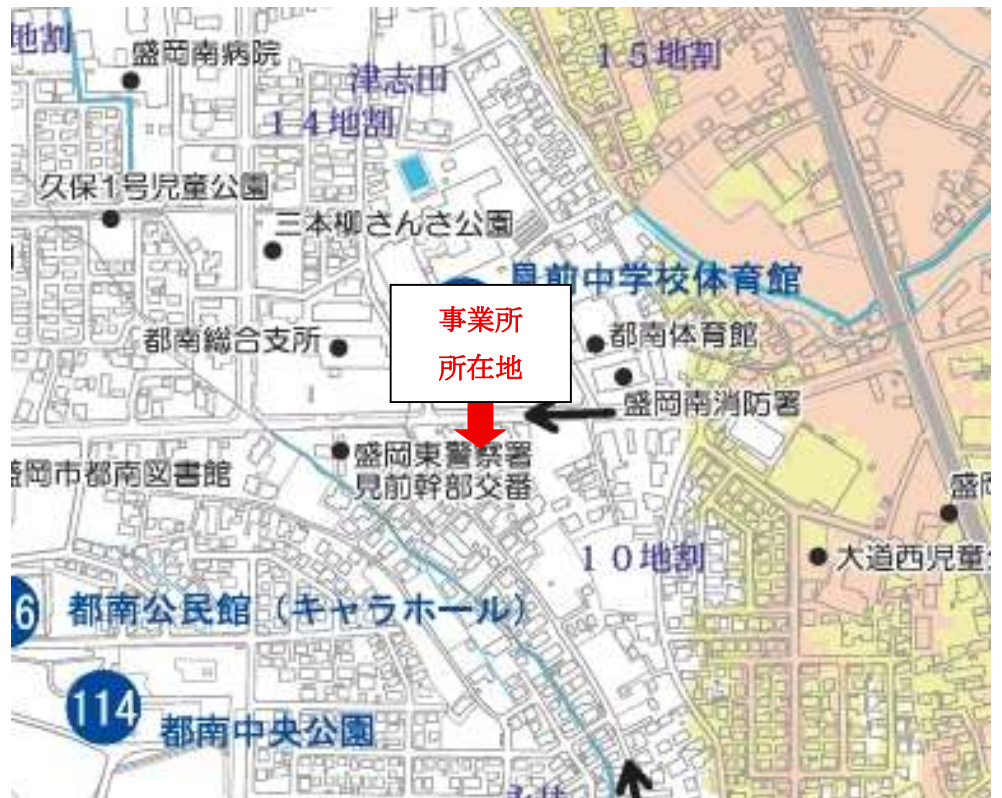 地割
盛岡南病院
津志田
15地割
14地割
久保1号児童公園
三本柳さんさ公園
見前中学校体育館
事業所
所在地
都南総合支所
都南体育館
盛岡南消防署
盛岡東警察署
見前幹部交番
盛岡市都南図書館
盛岡
10地割
大道西児童公
6
都南公民館(キャラホール)
114
都南中央公園